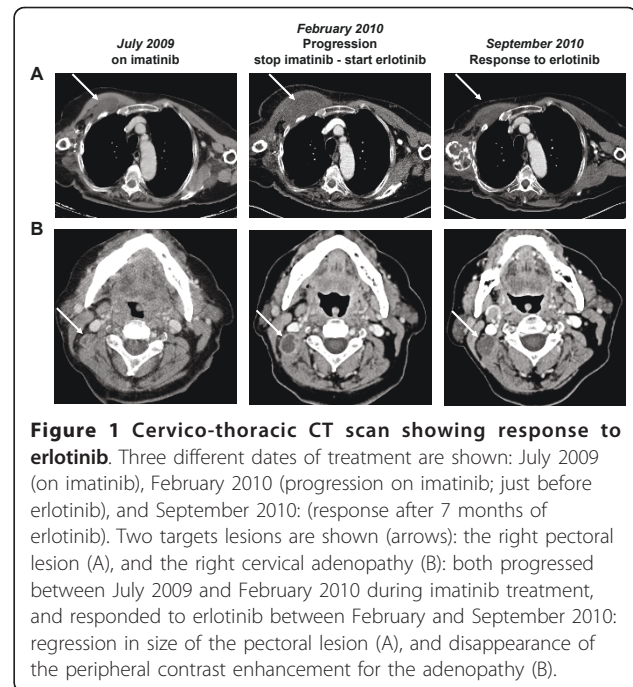 July 2009
on imatinib
February 2010
Progression
stop imatinib - start erlotinib
September 2010
Response to erlotinib
A
B
Figure 1 Cervico-thoracic CT scan showing response to
erlotinib. Three different dates of treatment are shown: July 2009
(on imatinib), February 2010 (progression on imatinib; just before
erlotinib), and September 2010: (response after 7 months of
erlotinib). Two targets lesions are shown (arrows): the right pectoral
lesion (A), and the right cervical adenopathy (B): both progressed
between July 2009 and February 2010 during imatinib treatment,
and responded to erlotinib between February and September 2010:
regression in size of the pectoral lesion (A), and disappearance of
the peripheral contrast enhancement for the adenopathy (B).